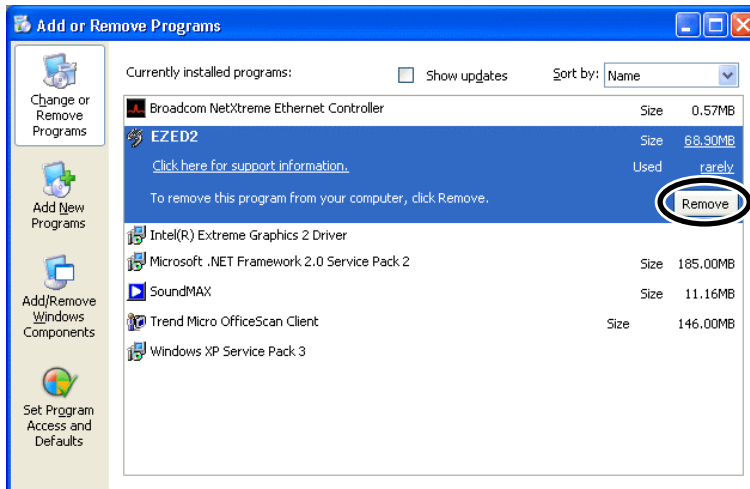 Add or Remove Programs
Change or
Remove
Programs
Add New
Programs
Add/Remove
Windows
Components
Set Program
Access and
Defaults
Currently installed programs: Show updates Sort by: Name
Broadcom NetXtreme Ethernet Controller Size 0.57MB
EZED2 Size 68.90MB
Click here for support information. Used rarely
To remove this program from your computer, click Remove. Remove
Intel(R) Extreme Graphics 2 Driver
Microsoft .NET Framework 2.0 Service Pack 2 Size 185.00MB
SoundMAX Size 11.16MB
Trend Micro OfficeScan Client Size 146.00MB
Windows XP Service Pack 3